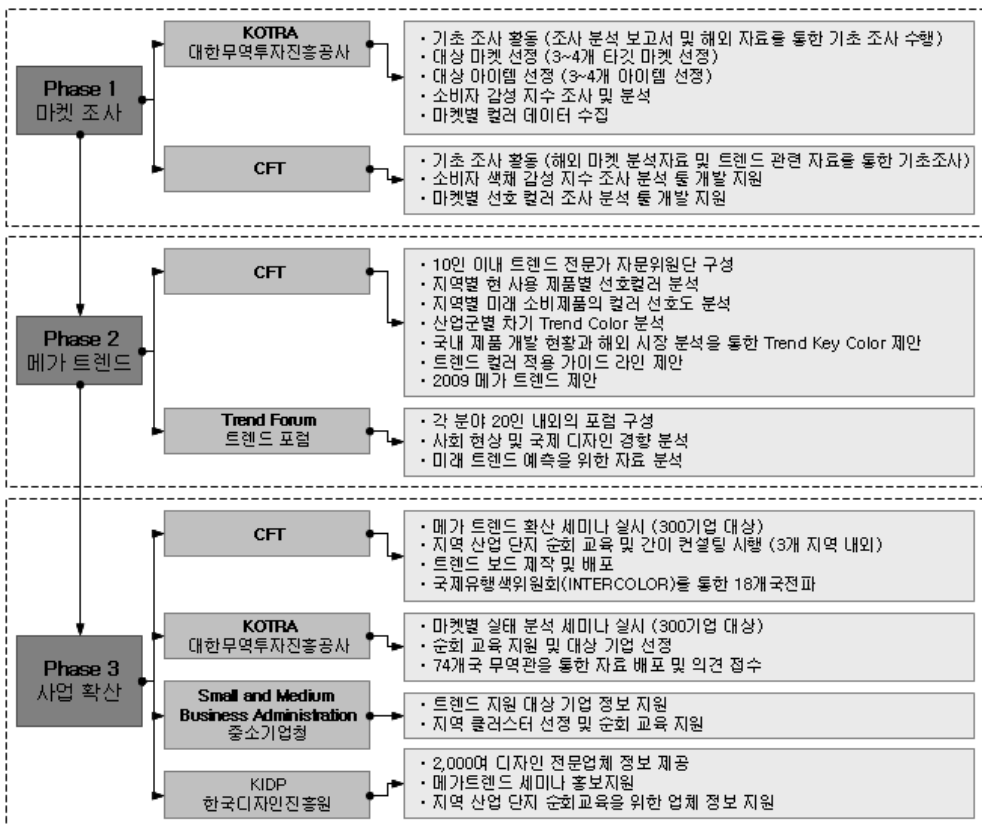 Phase 1
마켓 조사
KOTRA
대한무역투자진흥공사
· 기초 조사 활동 (조사 분석 보고서 및 해외 자료를 통한 기초 조사 수행)
· 대상 마켓 선정 (3~4개 타깃 마켓 선정)
· 대상 아이템 선정 (3~4개 아이템 선정)
· 소비자 감성 지수 조사 및 분석
· 마켓별 컬러 데이터 수집
CFT
· 기초 조사 활동 (해외 마켓 분석자료 및 트렌드 관련 자료를 통한 기초조사)
· 소비자 색채 감성 지수 조사 분석 툴 개발 지원
· 마켓별 선호 컬러 조사 분석 툴 개발 지원
Phase 2
메가 트렌드
CFT
· 10인 이내 트렌드 전문가 자문위원단 구성
· 지역별 현 사용 제품별 선호컬러 분석
· 지역별 미래 소비제품의 컬러 선호도 분석
· 산업군별 차기 Trend Color 분석
· 국내 제품 개발 현황과 해외 시장 분석을 통한 Trend Key Color 제안
· 트렌드 컬러 적용 가이드 라인 제안
· 2009 메가 트렌드 제안
Trend Forum
트렌드 포럼
· 각 분야 20인 내외의 포럼 구성
· 사회 현상 및 국제 디자인 경향 분석
· 미래 트렌드 예측을 위한 자료 분석
Phase 3
사업 확산
CFT
· 메가 트렌드 확산 세미나 실시 (300기업 대상)
· 지역 산업 단지 순회 교육 및 간이 컨설팅 시행 (3개 지역 내외)
· 트렌드 보드 제작 및 배포
· 국제유행색위원회(INTERCOLOR)을 통한 18개국전파
KOTRA
대한무역투자진흥공사
· 마켓별 실태 분석 세미나 실시 (300기업 대상)
· 순회 교육 지원 및 대상 기업 선정
· 74개국 무역관을 통한 자료 배포 및 의견 접수
Small and Medium
Business Administration
중소기업청
· 트렌드 지원 대상 기업 정보 지원
· 지역 클러스터 선정 및 순회 교육 지원
KIDP
한국디자인진흥원
· 2,000여 디자인 전문업체 정보 제공
· 메가트렌드 세미나 홍보지원
· 지역 산업 단지 순회교육을 위한 업체 정보 지원